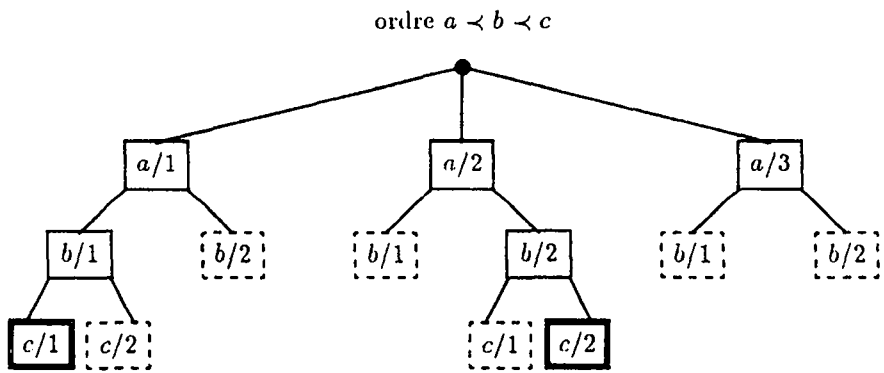 ordre a ≺ b ≺ c
a/1 a/2 a/3
b/1 b/2 b/1 b/2 b/1 b/2
c/1 c/2 c/1 c/2